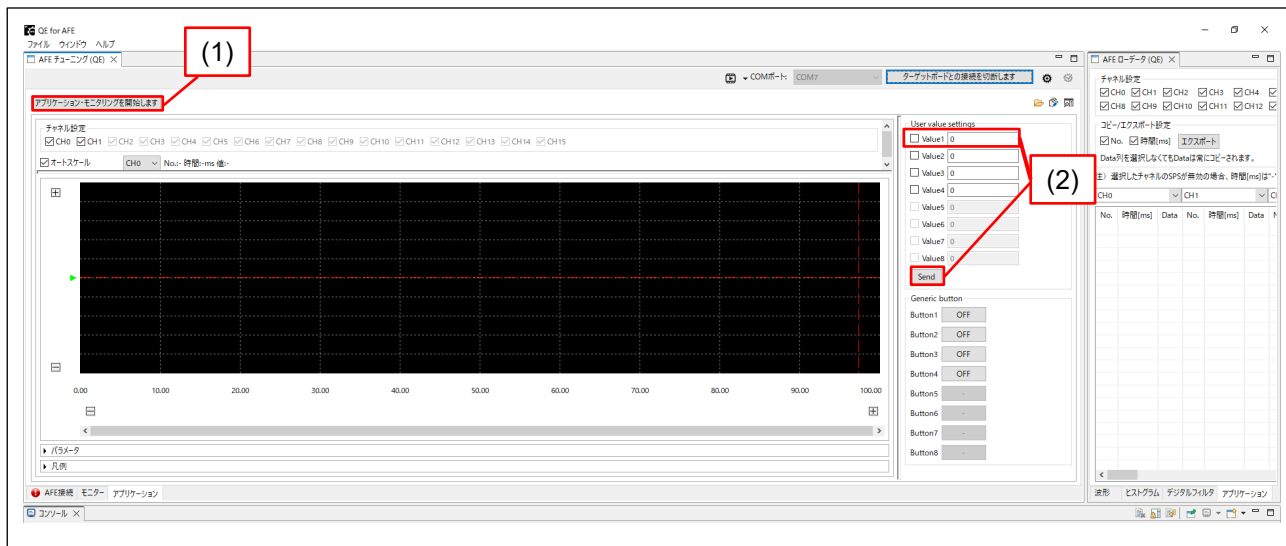 QE for AFE
ファイル ウィンドウ ヘルプ
AFE チューニング (QE)
(1)
COMポート: COM7 ターゲットボードとの接続を切断します
アプリケーション・モニタリングを開始します
チャネル設定
CH0 CH1 CH2 CH3 CH4 CH5 CH6 CH7 CH8 CH9 CH10 CH11 CH12 CH13 CH14 CH15
オートスケール CH0 No.:- 時間:-ms 値:-
0.00 10.00 20.00 30.00 40.00 50.00 60.00 70.00 80.00 90.00 100.00
パラメータ
凡例
User value settings
Value1 0
Value2 0
Value3 0
Value4 0
Value5 0
Value6 0
Value7 0
Value8 0
Send
(2)
Generic button
Button1 OFF
Button2 OFF
Button3 OFF
Button4 OFF
Button5 -
Button6 -
Button7 -
Button8 -
AFE接続 モニター アプリケーション
AFE ローデータ (QE)
チャネル設定
CH0 CH1 CH2 CH3 CH4
CH8 CH9 CH10 CH11 CH12
コピー/エクスポート設定
No. 時間[ms] エクスポート
Data列を選択しなくてもDataは常にコピーされます。
主) 選択したチャネルのSPSが無効の場合、時間[ms]は"-"
CH0 CH1
No. 時間[ms] Data No. 時間[ms] Data
波形 ヒストグラム デジタルフィルタ アプリケーション
コンソール